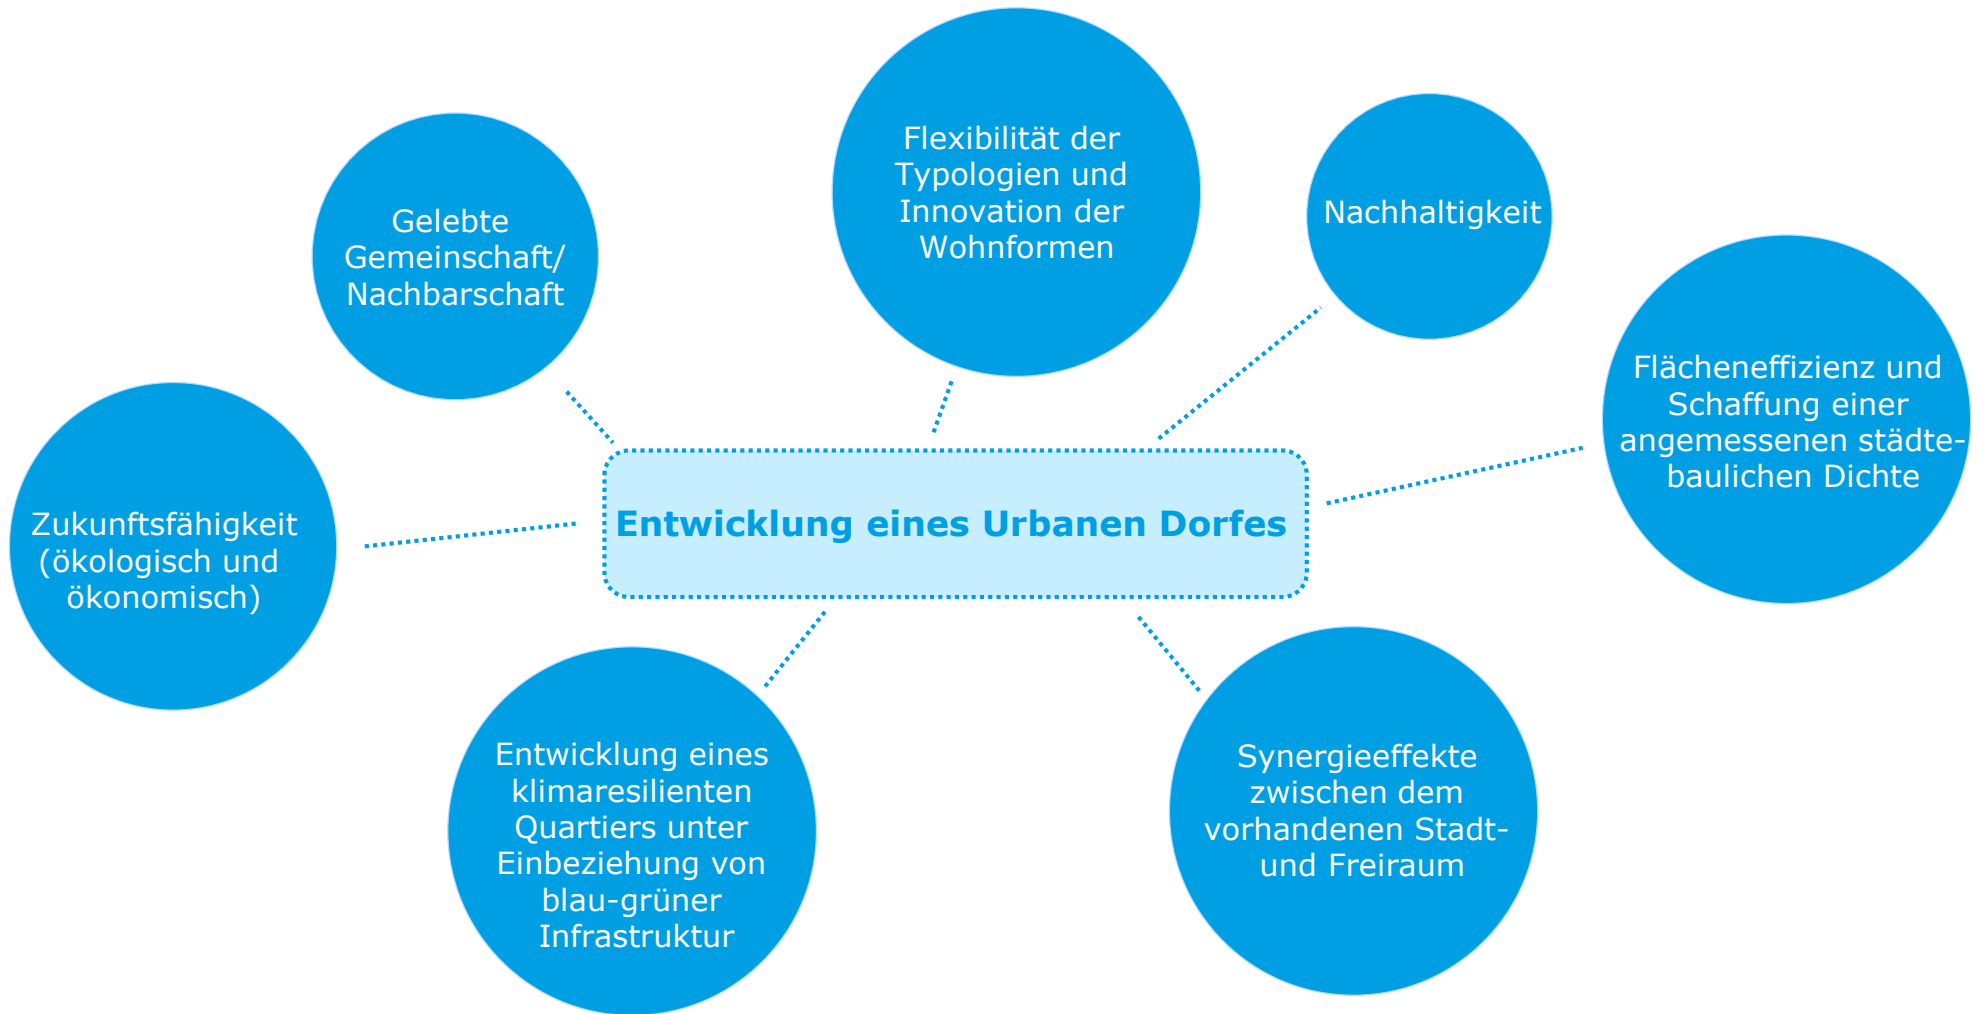 Flexibilität der
Typologien und
Innovation der
Wohnformen
Nachhaltigkeit
Gelebte
Gemeinschaft/
Nachbarschaft
Flächeneffizienz und
Schaffung einer
angemessenen städte-
baulichen Dichte
Zukunftsfähigkeit
(ökologisch und
ökonomisch)
Entwicklung eines Urbanen Dorfes
Entwicklung eines
klimaresilienten
Quartiers unter
Einbeziehung von
blau-grüner
Infrastruktur
Synergieeffekte
zwischen dem
vorhandenen Stadt-
und Freiraum